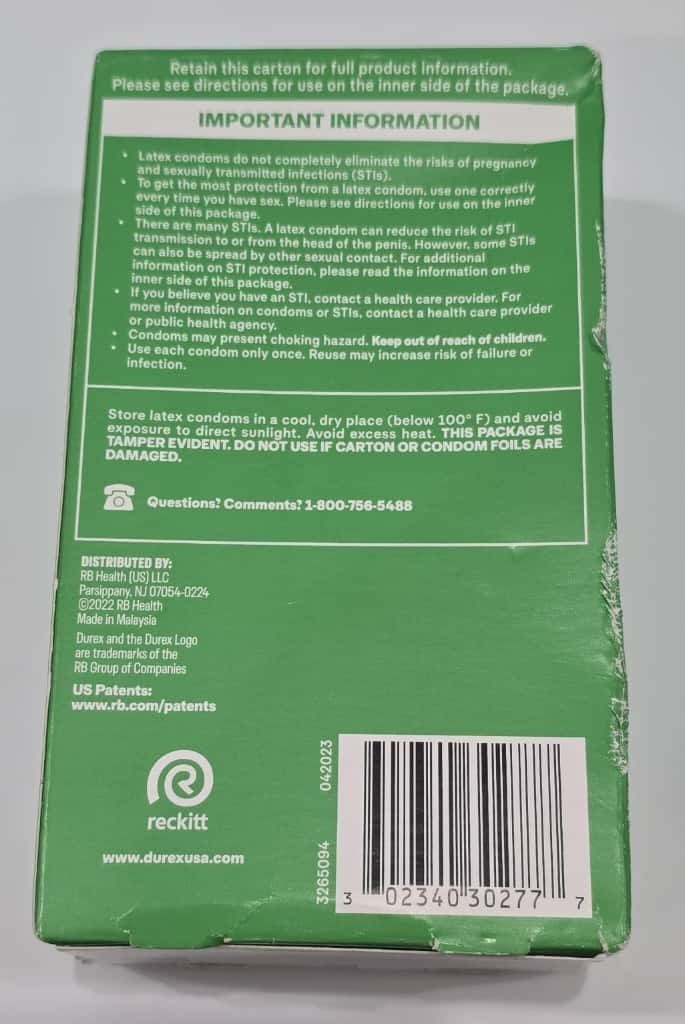 Retain this carton for full product information.
Please see directions for use on the inner side of the package.
IMPORTANT INFORMATION
• Latex condoms do not completely eliminate the risks of pregnancy
and sexually transmitted infections (STIs).
• To get the most protection from a latex condom, use one correctly
every time you have sex. Please see directions for use on the inner
side of this package.
• There are many STIs. A latex condom can reduce the risk of STI
transmission to or from the head of the penis. However, some STIs
can also be spread by other sexual contact. For additional
information on STI protection, please read the information on the
inner side of this package.
• If you believe you have an STI, contact a health care provider. For
more information on condoms or STIs, contact a health care provider
or public health agency.
• Condoms may present choking hazard. Keep out of reach of children.
• Use each condom only once. Reuse may increase risk of failure or
infection.
Store latex condoms in a cool, dry place (below 100° F) and avoid
exposure to direct sunlight. Avoid excess heat. THIS PACKAGE IS
TAMPER EVIDENT. DO NOT USE IF CARTON OR CONDOM FOILS ARE
DAMAGED.
Questions? Comments? 1-800-756-5488
DISTRIBUTED BY:
RB Health (US) LLC
Parsippany, NJ 07054-0224
©2022 RB Health
Made in Malaysia
Durex and the Durex Logo
are trademarks of the
RB Group of Companies
US Patents:
www.rb.com/patents
reckitt
www.durexusa.com
3265094 042023
3 02340 30277 7